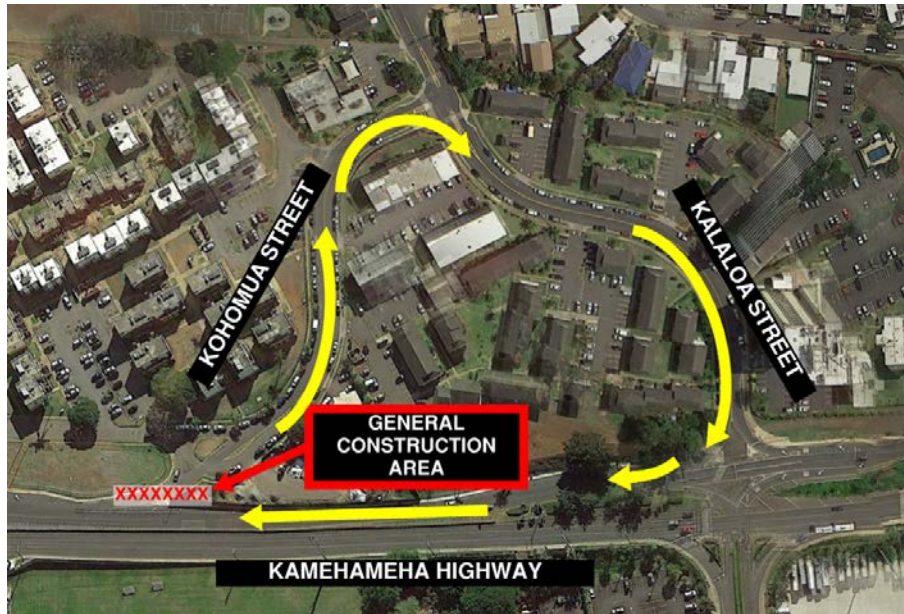 KOHOMUA STREET
KALALOA STREET
GENERAL
CONSTRUCTION
AREA
XXXXXXXX
KAMEHAMEHA HIGHWAY